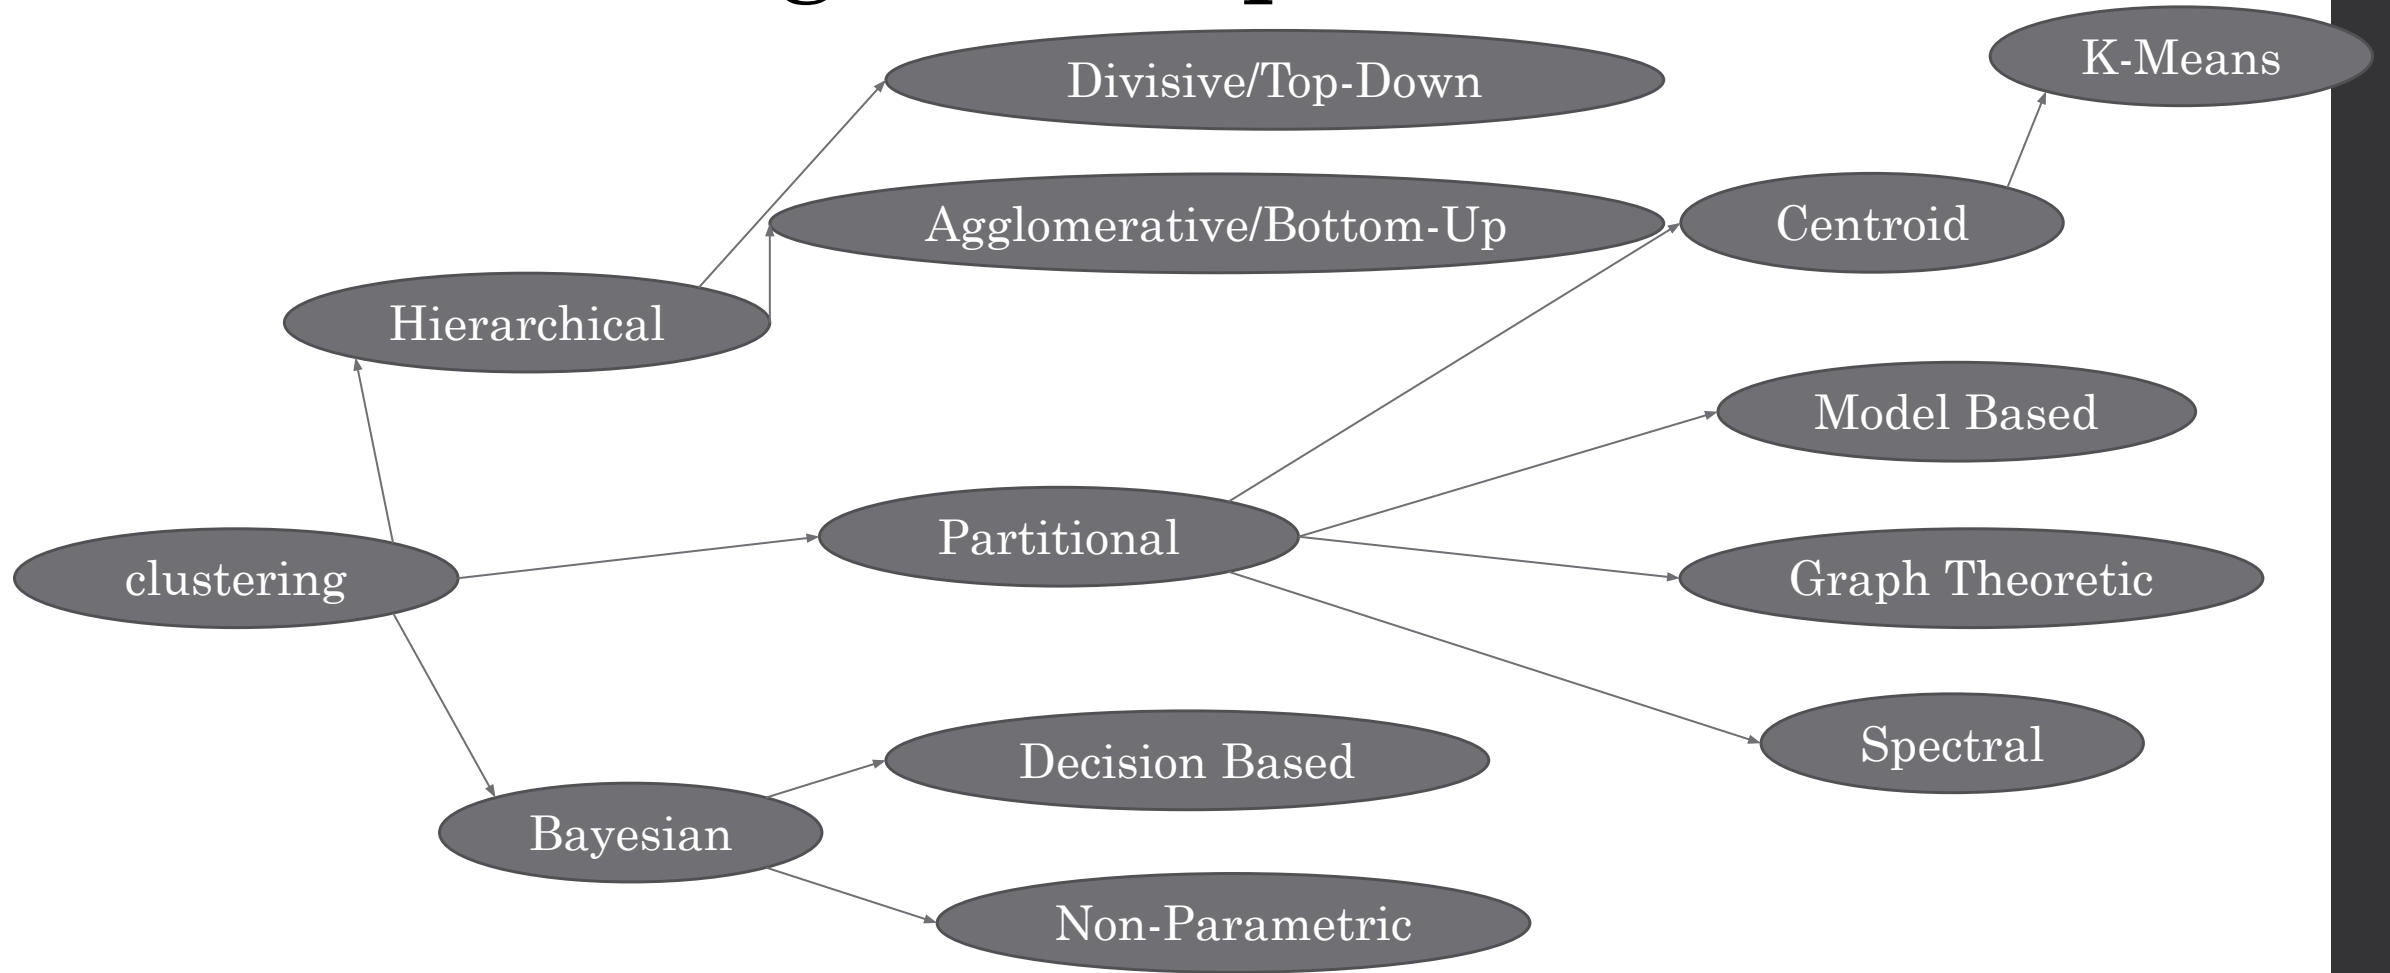 Divisive/Top-Down
K-Means
Agglomerative/Bottom-Up
Centroid
Hierarchical
Model Based
Partitional
clustering
Graph Theoretic
Spectral
Decision Based
Bayesian
Non-Parametric